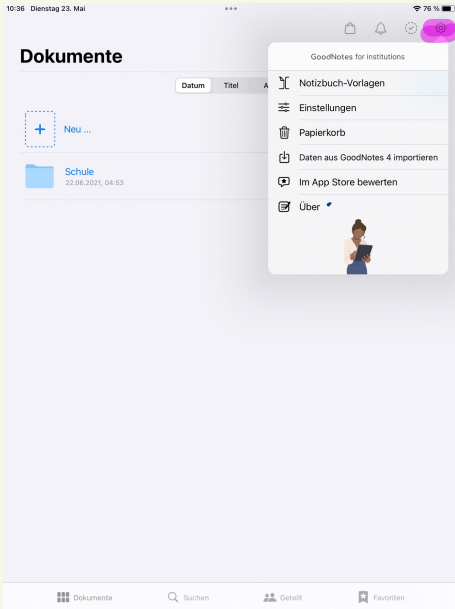 10:36 Dienstag 23. Mai
76 %
Dokumente
GoodNotes for institutions
Datum Titel
Notizbuch-Vorlagen
Einstellungen
Papierkorb
Daten aus GoodNotes 4 importieren
Im App Store bewerten
Über
Neu ...
Schule
22.06.2021, 04:53
Dokumente Suchen Geteilt Favoriten